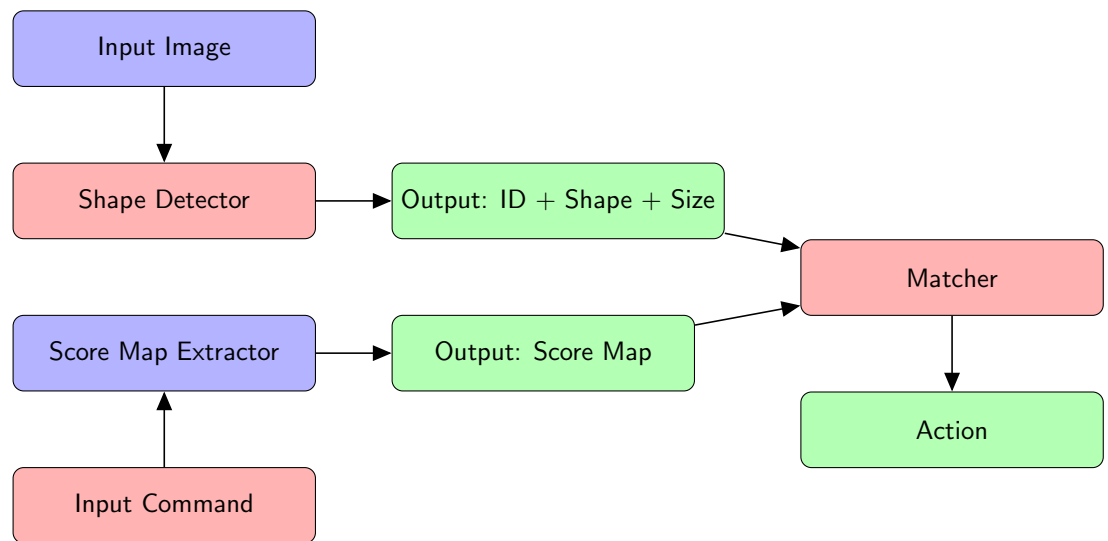 Input Image
Shape Detector
Output: ID + Shape + Size
Matcher
Score Map Extractor
Output: Score Map
Action
Input Command